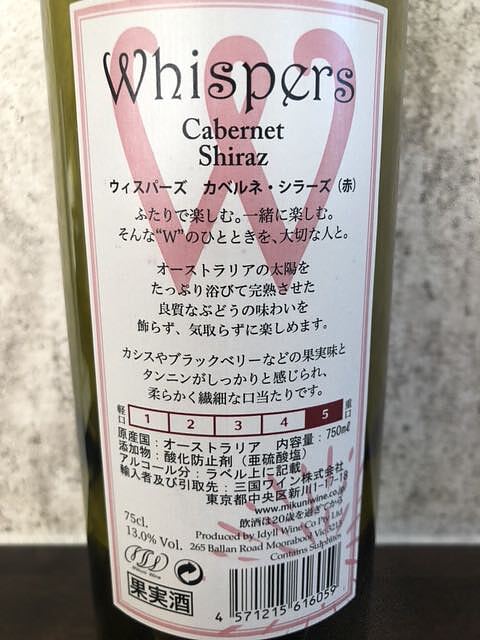 Whispers
Cabernet
Shiraz
ウィスパーズ カベルネ・シラーズ（赤）
ふたりで楽しむ。一緒に楽しむ。
そんな“W”のひとときを、大切な人と。
オーストラリアの太陽を
たっぷり浴びて完熟させた
良質なぶどうの味わいを
飾らず、気取らずに楽しめます。
カシスやブラックベリーなどの果実味と
タンニンがしっかりと感じられ、
柔らかく繊細な口当たりです。
軽口 1 2 3 4 5 重口
原産国：オーストラリア 内容量：750mℓ
添加物：酸化防止剤（亜硫酸塩）
アルコール分：ラベル上に記載
輸入者及び引取先：三国ワイン株式会社
東京都中央区新川1-17-18
www.mikuniwine.co.jp
飲酒は20歳を過ぎてから
75cl. Produced by Idyll Wine Co Pty Ltd
13.0% Vol. 265 Ballan Road Moorabool Vic 3213
Contains Sulphites
果実酒
4 571215 616059